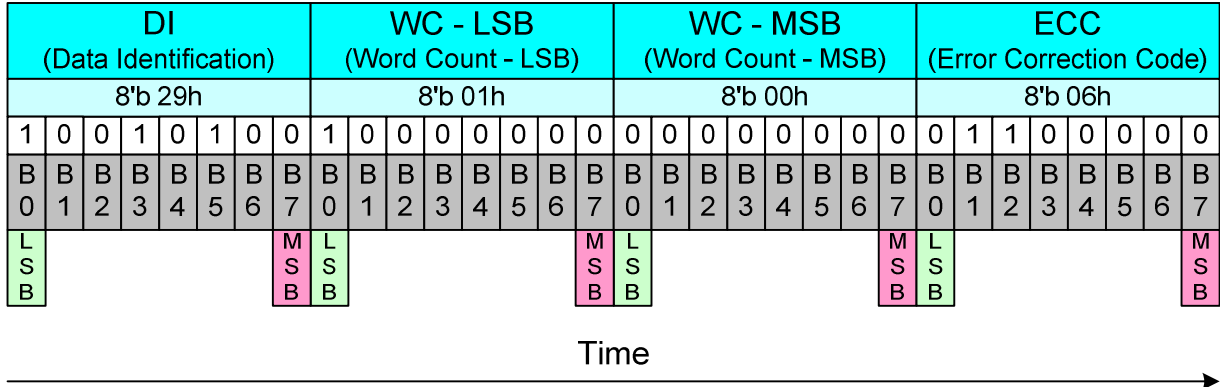 DI WC - LSB WC - MSB ECC
(Data Identification) (Word Count - LSB) (Word Count - MSB) (Error Correction Code)
8'b 29h 8'b 01h 8'b 00h 8'b 06h
1 0 0 1 0 1 0 0 1 0 0 0 0 0 0 0 0 0 0 0 0 0 0 0 0 1 1 0 0 0 0 0
B0 B1 B2 B3 B4 B5 B6 B7 B0 B1 B2 B3 B4 B5 B6 B7 B0 B1 B2 B3 B4 B5 B6 B7 B0 B1 B2 B3 B4 B5 B6 B7
LSB MSB LSB MSB LSB MSB LSB MSB
Time